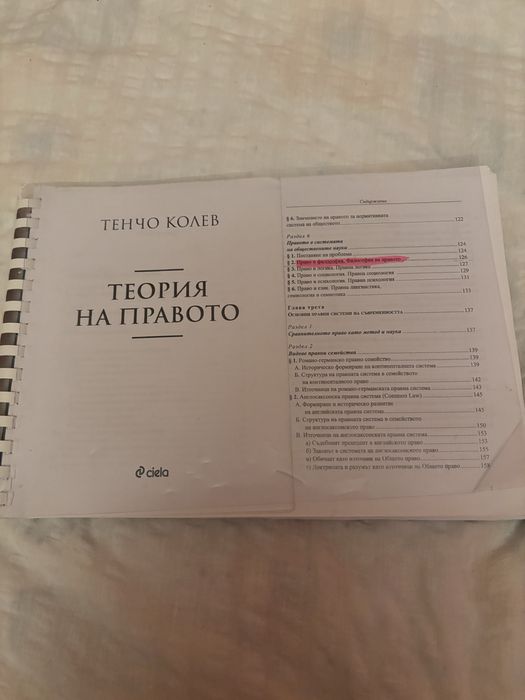 ТЕНЧО КОЛЕВ
ТЕОРИЯ
НА ПРАВОТО
ciela
Съдържание
§ 6. Значението на правото за нормативната
система на обществото 122
Раздел 6
Правото в системата
на обществените науки 124
§ 1. Поставяне на проблема 124
§ 2. Право и философия. Философия на правото 126
§ 3. Право и логика. Правна логика 127
§ 4. Право и социология. Правна социология 129
§ 5. Право и психология. Правна психология 131
§ 6. Право и език. Правна лингвистика,
семиология и семиотика 133
Глава трета
ОСНОВНИ ПРАВНИ СИСТЕМИ НА СЪВРЕМЕННОСТТА 137
Раздел 1
Сравнителното право като метод и наука 137
Раздел 2
Видове правни семейства 139
§ 1. Романо-германско правно семейство 139
А. Историческо формиране на континенталната система 139
Б. Структура на правната система в семейството
на континенталното право 142
В. Източници на романо-германската правна система 143
§ 2. Англосаксонска правна система (Common Law) 145
А. Формиране и историческо развитие
на английската правна система 145
Б. Структура на правната система в семейството
на англосаксонското право 150
В. Източници на англосаксонската правна система 153
а) Съдебният прецедент в английското право 153
б) Законът в системата на англосаксонското право 155
в) Обичаят като източник на Общото право 157
г) Доктрината и разумът като източници на Общото право 158